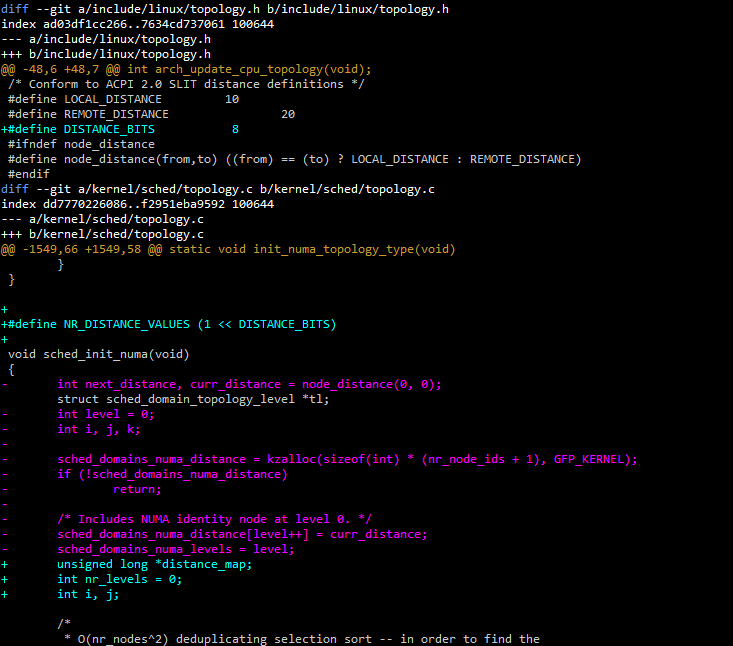 diff --git a/include/linux/topology.h b/include/linux/topology.h
index ad03df1cc266..7634cd737061 100644
--- a/include/linux/topology.h
+++ b/include/linux/topology.h
@@ -48,6 +48,7 @@ int arch_update_cpu_topology(void);
 /* Conform to ACPI 2.0 SLIT distance definitions */
 #define LOCAL_DISTANCE         10
 #define REMOTE_DISTANCE                20
+#define DISTANCE_BITS           8
 #ifndef node_distance
 #define node_distance(from,to) ((from) == (to) ? LOCAL_DISTANCE : REMOTE_DISTANCE)
 #endif
diff --git a/kernel/sched/topology.c b/kernel/sched/topology.c
index dd7770226086..f2951eba9592 100644
--- a/kernel/sched/topology.c
+++ b/kernel/sched/topology.c
@@ -1549,66 +1549,58 @@ static void init_numa_topology_type(void)
        }
 }

+
+#define NR_DISTANCE_VALUES (1 << DISTANCE_BITS)
+
 void sched_init_numa(void)
 {
-       int next_distance, curr_distance = node_distance(0, 0);
        struct sched_domain_topology_level *tl;
-       int level = 0;
-       int i, j, k;
-
-       sched_domains_numa_distance = kzalloc(sizeof(int) * (nr_node_ids + 1), GFP_KERNEL);
-       if (!sched_domains_numa_distance)
-               return;
-
-       /* Includes NUMA identity node at level 0. */
-       sched_domains_numa_distance[level++] = curr_distance;
-       sched_domains_numa_levels = level;
+       unsigned long *distance_map;
+       int nr_levels = 0;
+       int i, j;

        /*
         * O(nr_nodes^2) deduplicating selection sort -- in order to find the